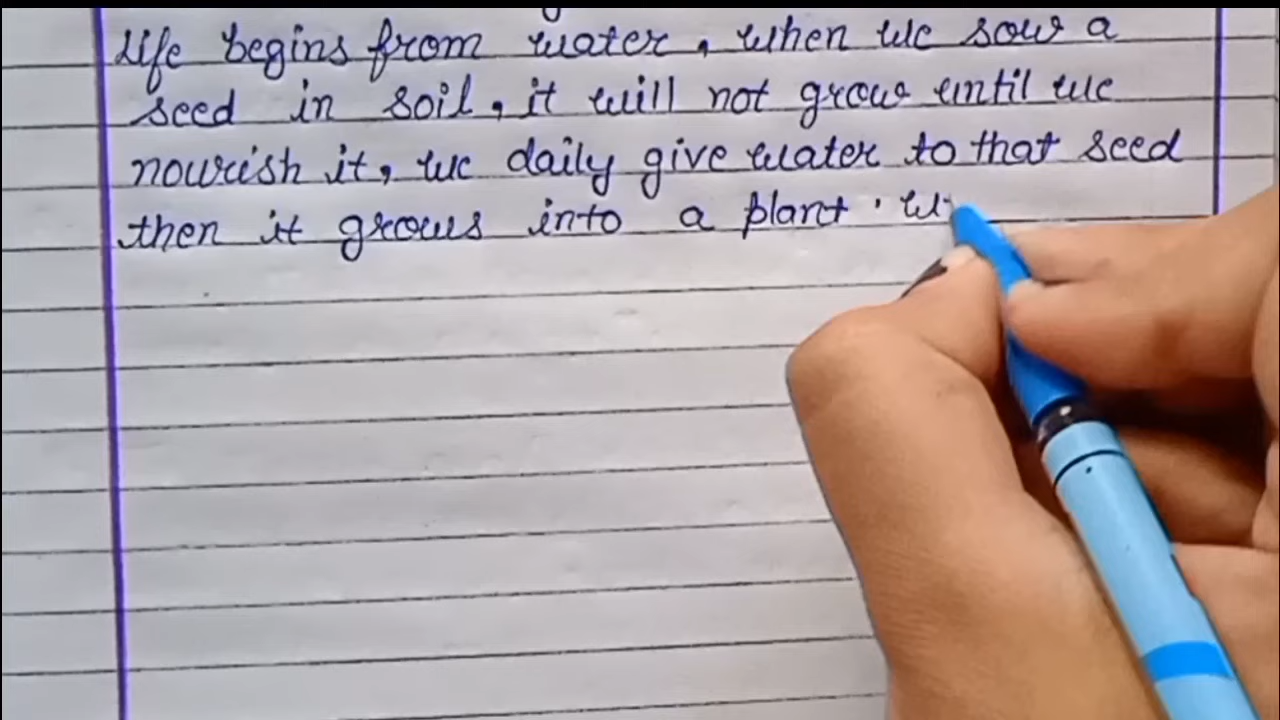 Life begins from water, when we sow a
seed in soil, it will not grow until we
nourish it, we daily give water to that seed
then it grows into a plant. w